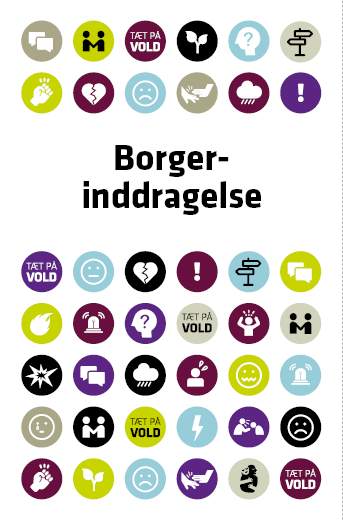 TÆT PÅ
VOLD
Borger-
inddragelse
TÆT PÅ
VOLD
TÆT PÅ
VOLD
TÆT PÅ
VOLD
TÆT PÅ
VOLD